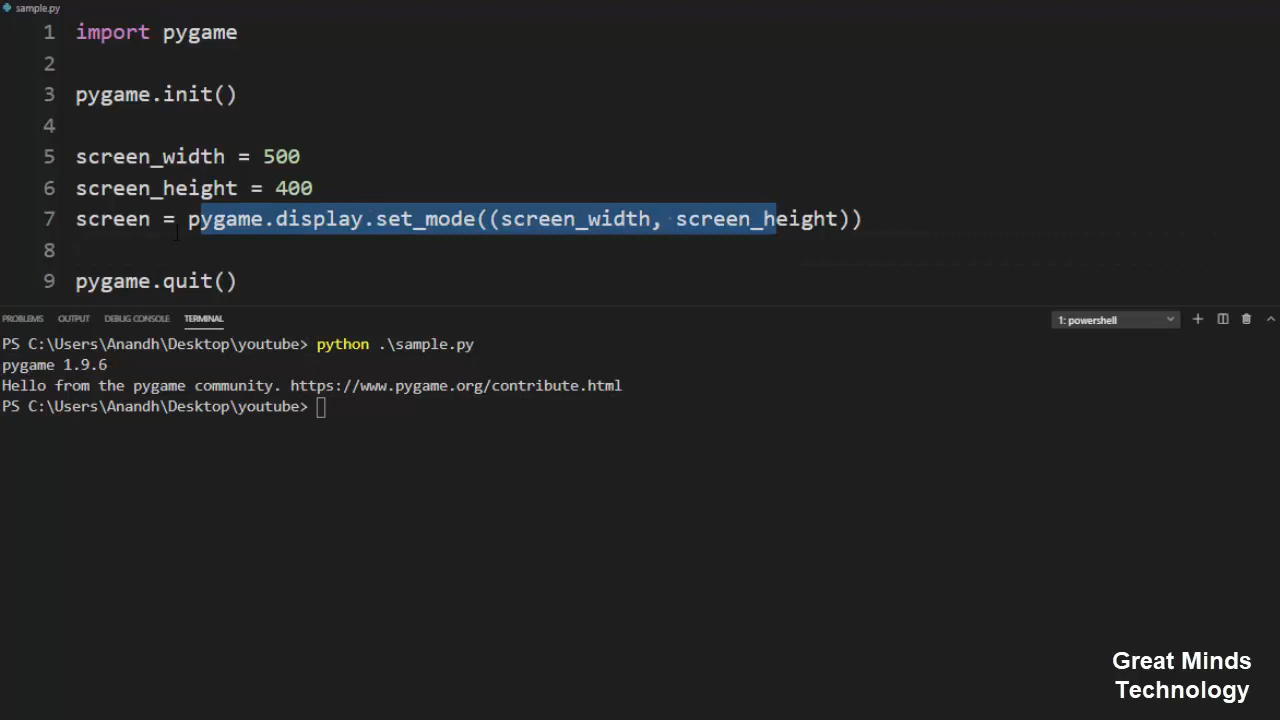 sample.py
1 import pygame
2
3 pygame.init()
4
5 screen_width = 500
6 screen_height = 400
7 screen = pygame.display.set_mode((screen_width, screen_height))
8
9 pygame.quit()
PROBLEMS OUTPUT DEBUG CONSOLE TERMINAL 1: powershell
PS C:\Users\Anandh\Desktop\youtube> python .\sample.py
pygame 1.9.6
Hello from the pygame community. https://www.pygame.org/contribute.html
PS C:\Users\Anandh\Desktop\youtube>
Great Minds
Technology